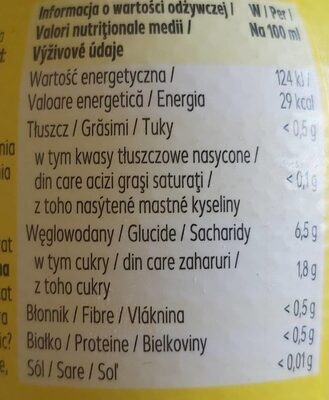 Informacja o wartości odżywczej / W / Per /
Valori nutriționale medii / Na 100 ml
Výživové údaje
Wartość energetyczna / 124 kJ /
Valoare energetică / Energia 29 kcal
Tłuszcz / Grăsimi / Tuky <0,5 g
w tym kwasy tłuszczowe nasycone /
din care acizi grași saturați / <0,1 g
z toho nasýtené mastné kyseliny
Węglowodany / Glucide / Sacharidy 6,5 g
w tym cukry / din care zaharuri / 1,8 g
z toho cukry
Błonnik / Fibre / Vláknina <0,5 g
Białko / Proteine / Bielkoviny <0,5 g
Sól / Sare / Soľ <0,01 g